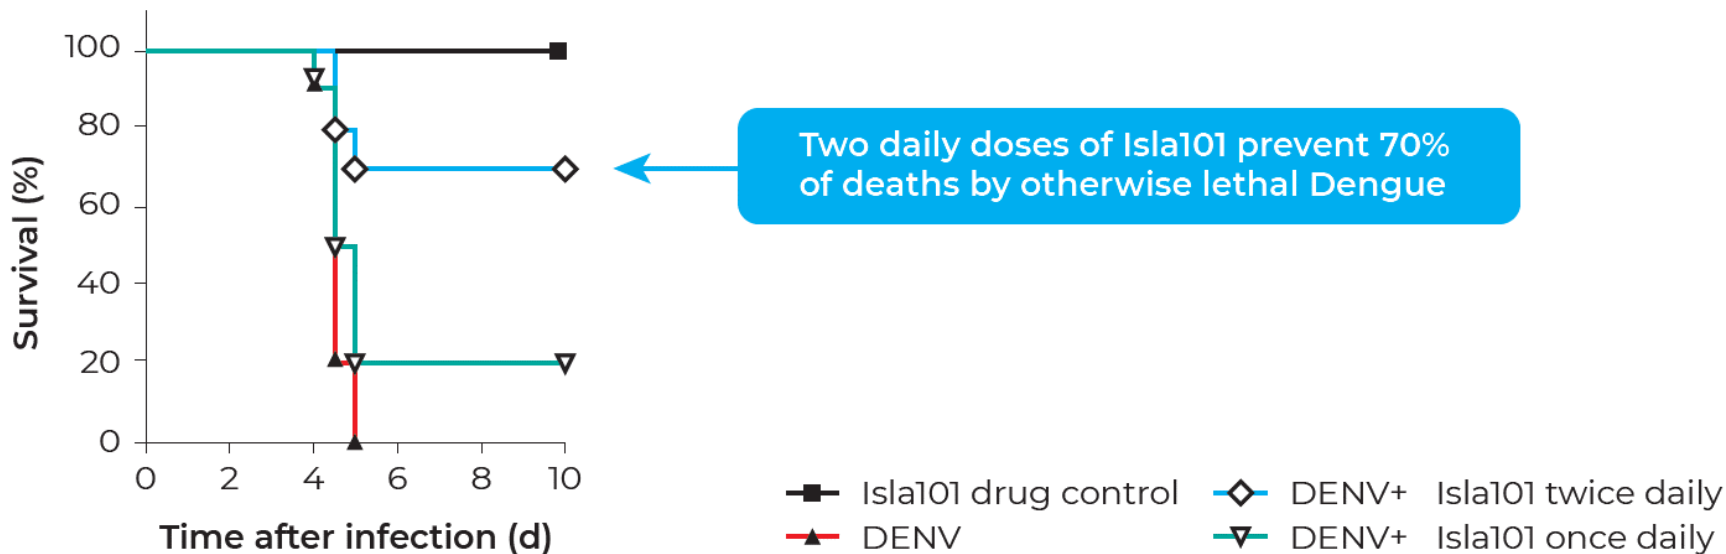 Survival (%)
100
80
60
40
20
0
0 2 4 6 8 10
Time after infection (d)
Two daily doses of Isla101 prevent 70%
of deaths by otherwise lethal Dengue
Isla101 drug control
DENV
DENV+ Isla101 twice daily
DENV+ Isla101 once daily